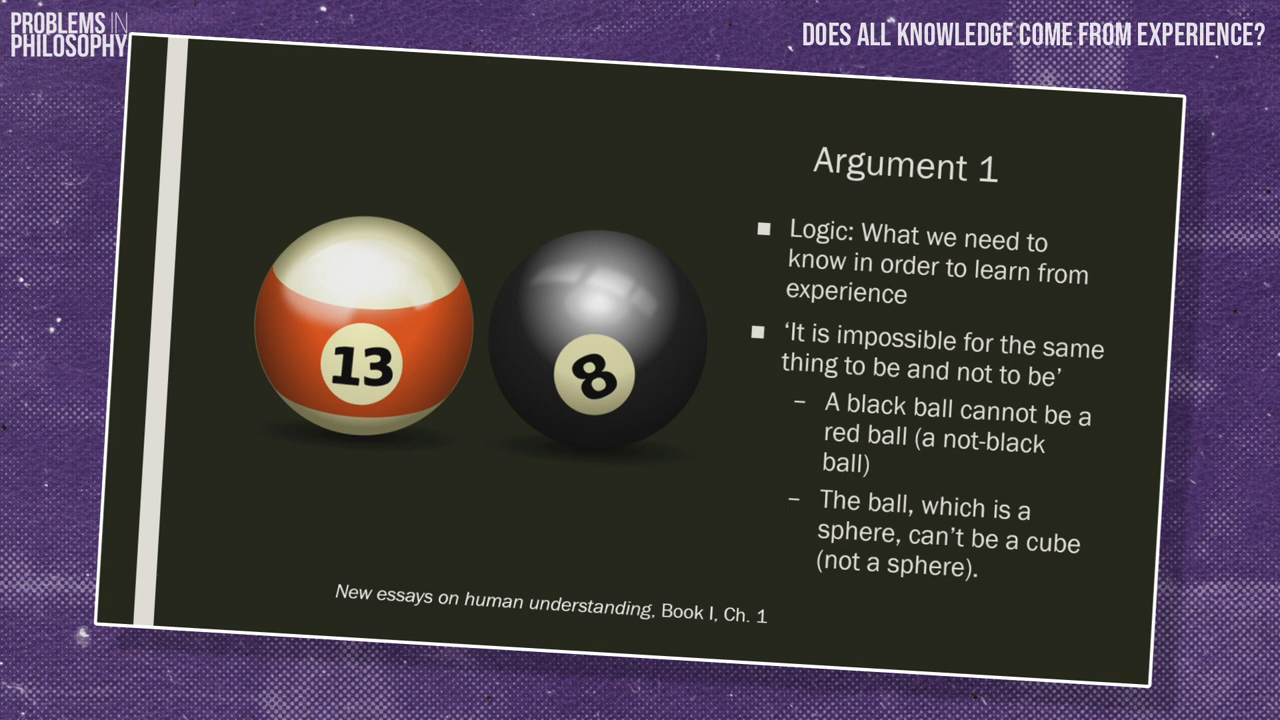 PROBLEMS IN
PHILOSOPHY
DOES ALL KNOWLEDGE COME FROM EXPERIENCE?
Argument 1
■ Logic: What we need to
know in order to learn from
experience
■ ‘It is impossible for the same
thing to be and not to be’
– A black ball cannot be a
red ball (a not-black
ball)
– The ball, which is a
sphere, can’t be a cube
(not a sphere).
13
8
New essays on human understanding, Book I, Ch. 1